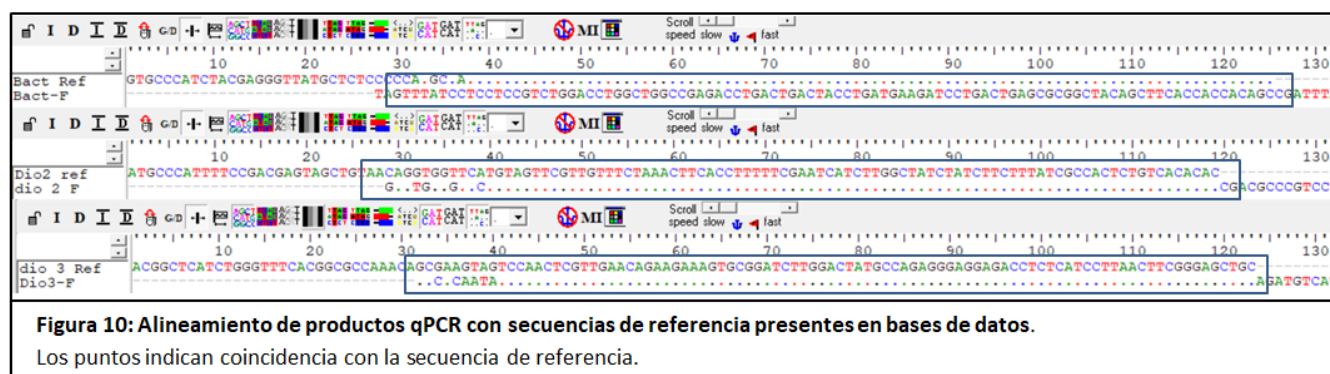 I D I D G/D MI Scroll speed slow fast
10 20 30 40 50 60 70 80 90 100 110 120 130
Bact Ref GTGCCCATCTACGAGGGTTATGCTCTCCCCCA.GC.A
Bact-F TAGTTTATCCTCCTCCGTCTGGACCTGGCTGGCCGAGACCTGACTGACTACCTGATGAAGATCCTGACTGAGCGCGGCTACAGCTTCACCACCACAGCCGATTT
I D I D G/D MI Scroll speed slow fast
10 20 30 40 50 60 70 80 90 100 110 120 130
Dio2 ref ATGCCCATTTTCCGACGAGTAGCTGTAACAGGTGGTTCATGTAGTTCGTTGTTTCTAAACTTCACCTTTTTCGAATCATCTTGGCTATCTATCTTCTTTATCGCCACTCTGTCACACAC
dio 2 F G..TG..G..C CGACGCCCGTCC
I D I D G/D MI Scroll speed slow fast
10 20 30 40 50 60 70 80 90 100 110 120 130
dio 3 Ref ACGGCTCATCTGGGTTTCACGGCGCCAAACAGCGAAGTAGTCCAACTCGTTGAACAGAAGAAAGTGCGGATCTTGGACTATGCCAGAGGGAGGAGACCTCTCATCCTTAACTTCGGGAGCTGC
Dio3-F ..C.CAATA AGATGTCA
Figura 10: Alineamiento de productos qPCR con secuencias de referencia presentes en bases de datos.
Los puntos indican coincidencia con la secuencia de referencia.